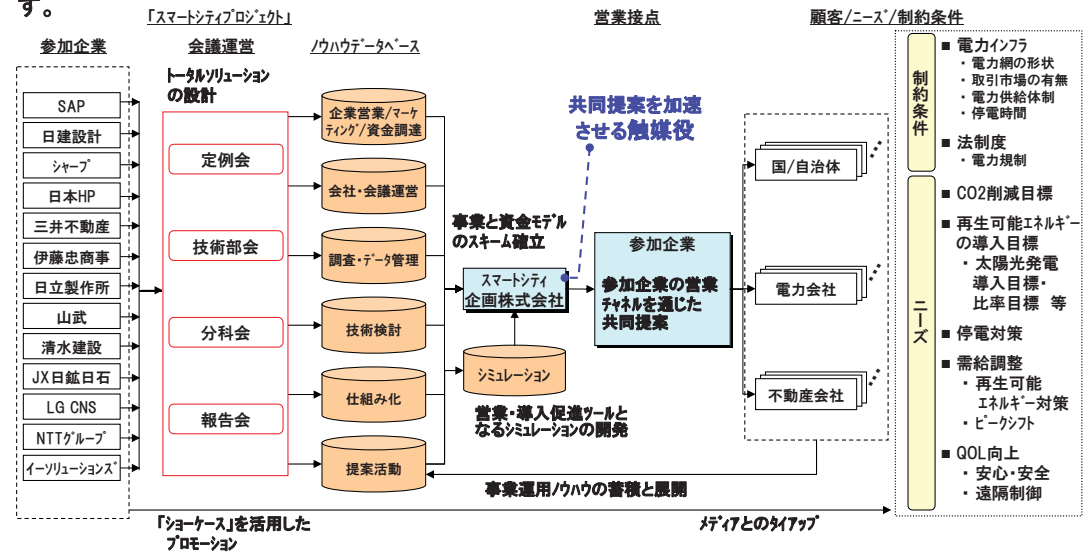 す。
「スマートシティプロジェクト」
営業接点
顧客/ニーズ/制約条件
参加企業
会議運営
ノウハウデータベース
トータルソリューション
の設計
SAP
日建設計
シャープ
日本HP
三井不動産
伊藤忠商事
日立製作所
山武
清水建設
JX日鉱日石
LG CNS
NTTグループ
イーソリューションズ
定例会
技術部会
分科会
報告会
企業営業/マーケ
ティング/資金調達
会社・会議運営
調査・データ管理
技術検討
仕組み化
提案活動
事業と資金モデル
のスキーム確立
スマートシティ
企画株式会社
シミュレーション
営業・導入促進ツールと
なるシミュレーションの開発
共同提案を加速
させる触媒役
参加企業
参加企業の営業
チャネルを通じた
共同提案
国/自治体
電力会社
不動産会社
事業運用ノウハウの蓄積と展開
「ショーケース」を活用した
プロモーション
メディアとのタイアップ
制約条件
■ 電力インフラ
・電力網の形状
・取引市場の有無
・電力供給体制
・停電時間
■ 法制度
・電力規制
ニーズ
■ CO2削減目標
■ 再生可能エネルギー
の導入目標
・太陽光発電
導入目標・
比率目標 等
■ 停電対策
■ 需給調整
・再生可能
エネルギー対策
・ピークシフト
■ QOL向上
・安心・安全
・遠隔制御